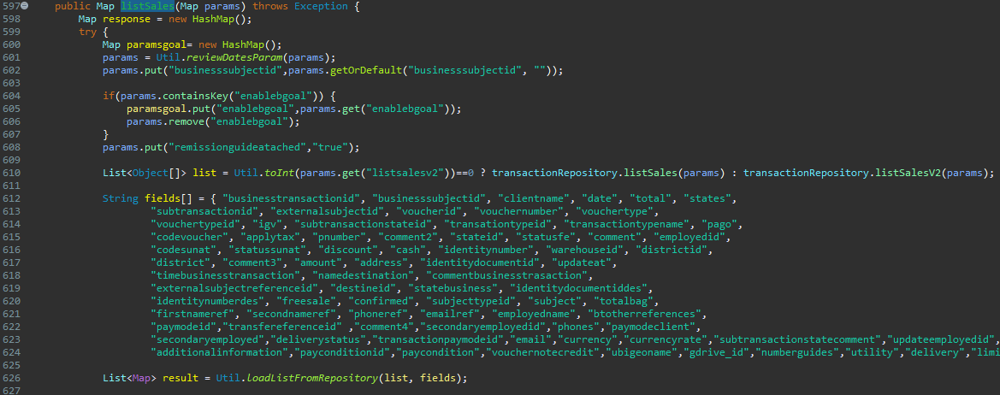 597 public Map listSales(Map params) throws Exception {
598 Map response = new HashMap();
599 try {
600 Map paramsgoal= new HashMap();
601 params = Util.reviewDatesParam(params);
602 params.put("businesssubjectid",params.getOrDefault("businesssubjectid", ""));
603
604 if(params.containsKey("enablebgoal")) {
605 paramsgoal.put("enablebgoal",params.get("enablebgoal"));
606 params.remove("enablebgoal");
607 }
608 params.put("remissionguideatached","true");
609
610 List<Object[]> list = Util.toInt(params.get("listsalesv2"))==0 ? transactionRepository.listSales(params) : transactionRepository.listSalesV2(params);
611
612 String fields[] = { "businesstransactionid", "businesssubjectid", "clientname", "date", "total", "states",
613 "subtransactionid", "externalsubjectid", "voucherid", "vouchernumber", "vouchertype",
614 "vouchertypeid", "igv", "subtransactionstateid", "transationtypeid", "transactiontypename", "pago",
615 "codevoucher", "applytax", "pnumber", "comment2", "stateid", "statusfe", "comment", "employedid",
616 "codesunat", "statussunat", "discount", "cash", "identitynumber", "warehouseid", "districtid",
617 "district", "comment3", "amount", "address", "identitydocumentid", "updateat",
618 "timebusinesstransaction", "namedestination", "commentbusinesstrasaction",
619 "externalsubjectreferenceid", "destineid", "statebusiness", "identitydocumentiddes",
620 "identitynumberdes", "freesale", "confirmed", "subjecttypeid", "subject", "totalbag",
621 "firstnameref", "secondnameref", "phoneref", "emailref", "employedname", "btotherreferences",
622 "paymodeid","transfereferenceid" ,"comment4","secondaryemployedid","phones", "paymodeclient",
623 "secondaryemployed","deliverystatus","transactionpaymodeid","email","currency","currencyrate","subtransactionstatecomment","updateemployedid",
624 "additionalinformation","payconditionid","paycondition","vouchernotecredit","ubigeoname","gdrive_id","numberguides","utility","delivery","limi
625
626 List<Map> result = Util.loadListFromRepository(list, fields);
627